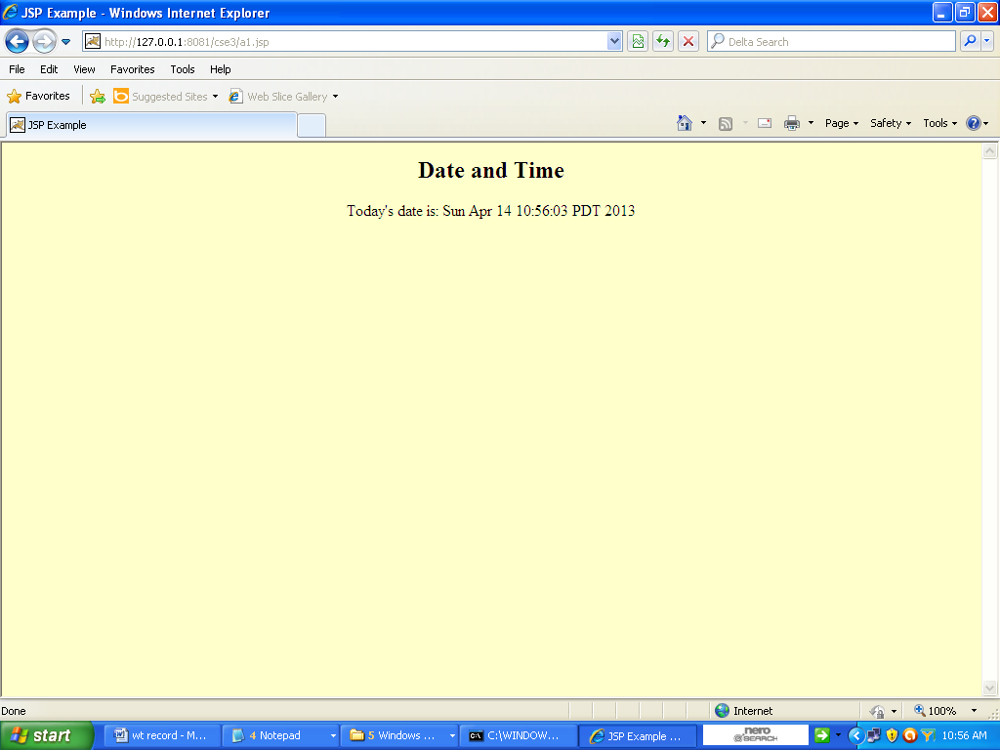 JSP Example - Windows Internet Explorer
http://127.0.0.1:8081/cse3/a1.jsp
Delta Search
File Edit View Favorites Tools Help
Favorites Suggested Sites Web Slice Gallery
JSP Example
Page Safety Tools
Date and Time
Today's date is: Sun Apr 14 10:56:03 PDT 2013
Done Internet 100%
start wt record - M... 4 Notepad 5 Windows ... C:\WINDOW... JSP Example ... nero SEARCH 10:56 AM